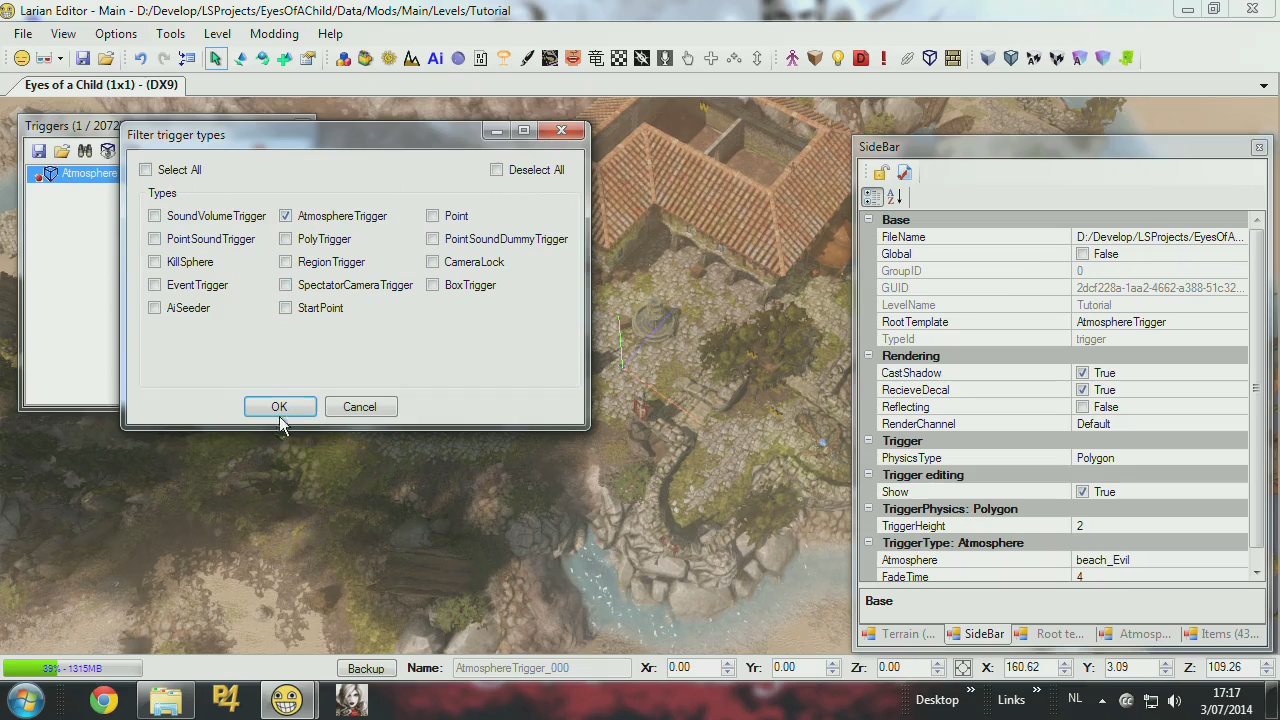 Larian Editor - Main - D:/Develop/LSProjects/EyesOfAChild/Data/Mods/Main/Levels/Tutorial
File View Options Tools Level Modding Help
Eyes of a Child (1x1) - (DX9)
Triggers (1 / 2072
Atmosphere
Filter trigger types
Select All Deselect All
Types
SoundVolumeTrigger AtmosphereTrigger Point
PointSoundTrigger PolyTrigger PointSoundDummyTrigger
KillSphere RegionTrigger CameraLock
EventTrigger SpectatorCameraTrigger BoxTrigger
AiSeeder StartPoint
OK Cancel
SideBar
Base
FileName D:/Develop/LSProjects/EyesOfA...
Global False
GroupID 0
GUID 2dcf228a-1aa2-4662-a388-51c32...
LevelName Tutorial
RootTemplate AtmosphereTrigger
TypeId trigger
Rendering
CastShadow True
RecieveDecal True
Reflecting False
RenderChannel Default
Trigger
PhysicsType Polygon
Trigger editing
Show True
TriggerPhysics: Polygon
TriggerHeight 2
TriggerType: Atmosphere
Atmosphere beach_Evil
FadeTime 4
Base
Terrain (... SideBar Root te... Atmosp... Items (43...
39% - 1315MB Backup Name: AtmosphereTrigger_000 Xr: 0.00 Yr: 0.00 Zr: 0.00 X: 160.62 Y: 3.09 Z: 109.26
Desktop » Links » NL 17:17
3/07/2014